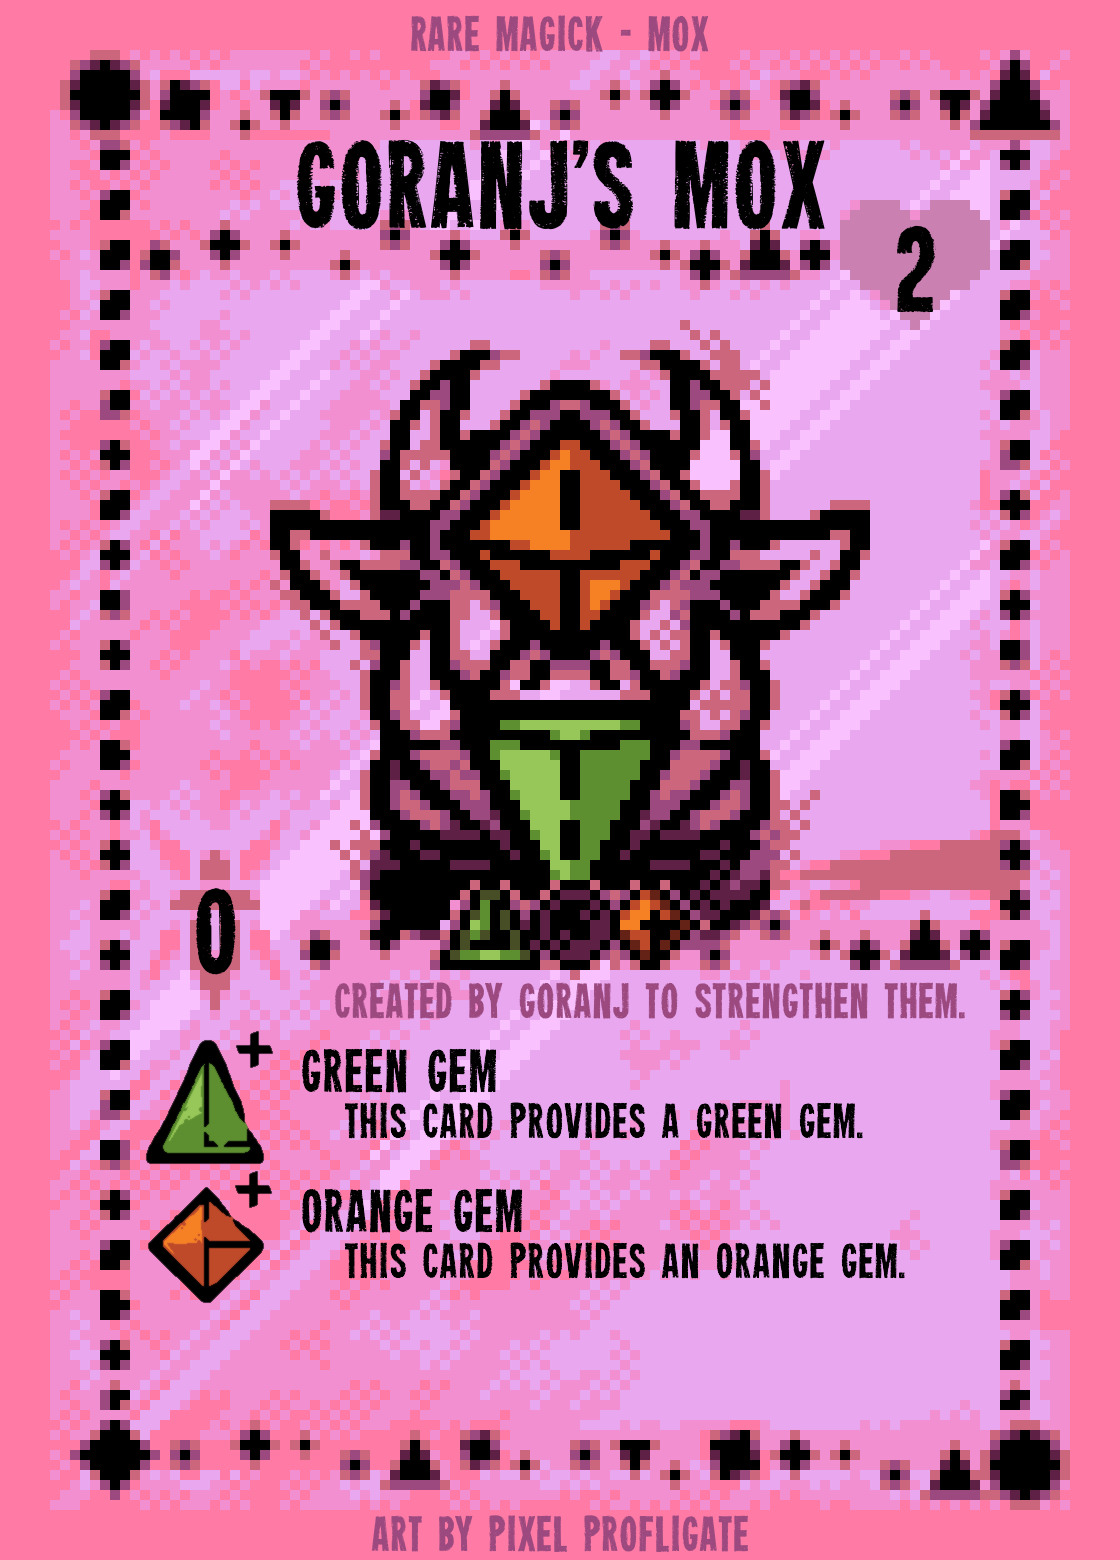 RARE MAGICK - MOX
GORANJ'S MOX
2
0
CREATED BY GORANJ TO STRENGTHEN THEM.
GREEN GEM
THIS CARD PROVIDES A GREEN GEM.
ORANGE GEM
THIS CARD PROVIDES AN ORANGE GEM.
ART BY PIXEL PROFLIGATE